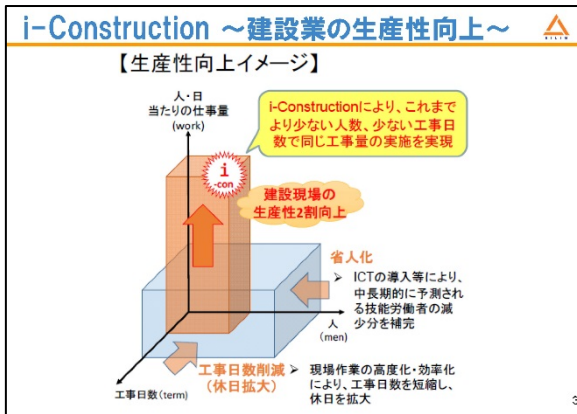 i-Construction ～建設業の生産性向上～
【生産性向上イメージ】
人・日
当たりの仕事量
(work)
i-Constructionにより、これまで
より少ない人数、少ない工事日
数で同じ工事量の実施を実現
i
-con
建設現場の
生産性2割向上
省人化
➢ ICTの導入等により、
中長期的に予測され
る技能労働者の減
少分を補完
人
(men)
工事日数削減
(休日拡大)
➢ 現場作業の高度化・効率化
により、工事日数を短縮し、
休日を拡大
工事日数(term)
3